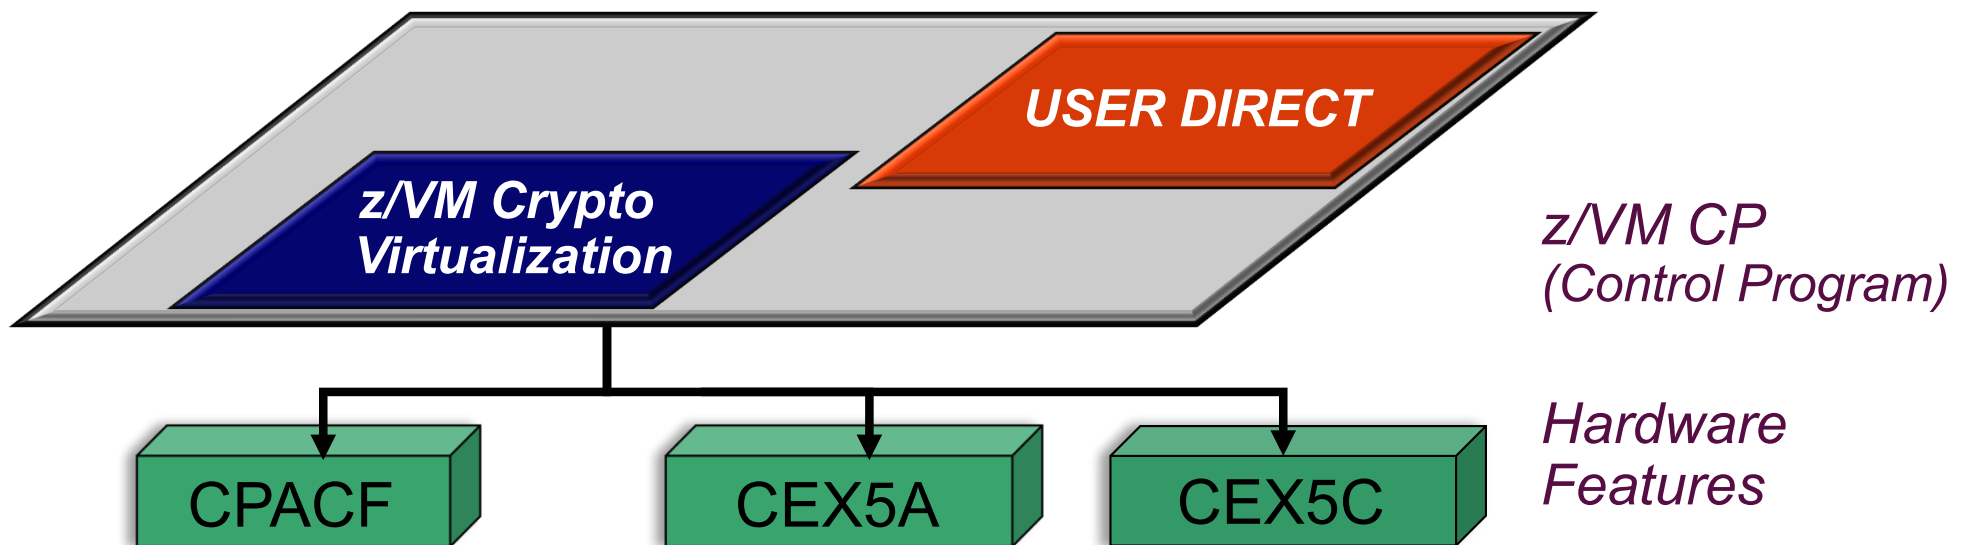 USER DIRECT
z/VM Crypto
Virtualization
z/VM CP
(Control Program)
Hardware
Features
CPACF
CEX5A
CEX5C